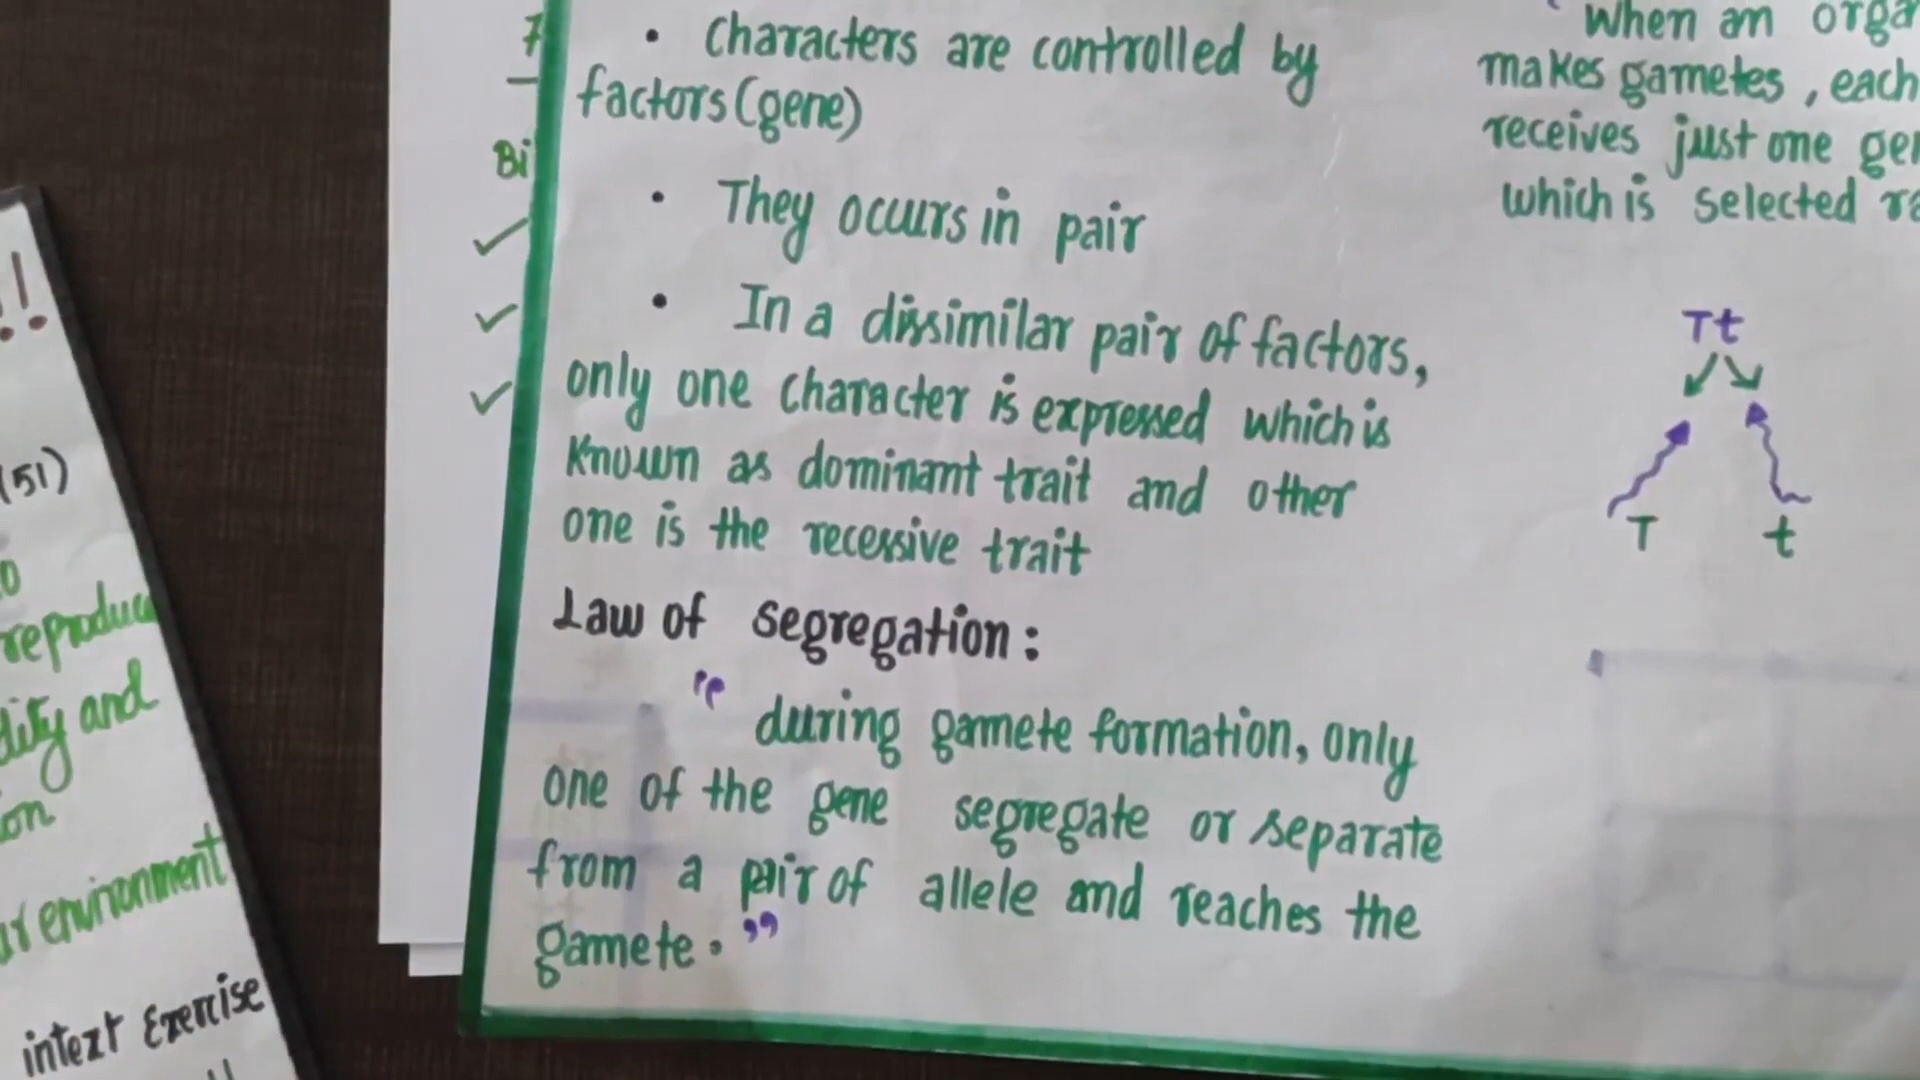 • Characters are controlled by
factors (gene)
• They occurs in pair
• In a dissimilar pair of factors,
only one character is expressed which is
known as dominant trait and other
one is the recessive trait
Law of segregation:
“ during gamete formation, only
one of the gene segregate or separate
from a pair of allele and reaches the
gamete. ”
When an
makes gametes, each
receives just one
which is selected
Tt
T t
7
Bi
!!
(51)
and
environment
intext Exercise